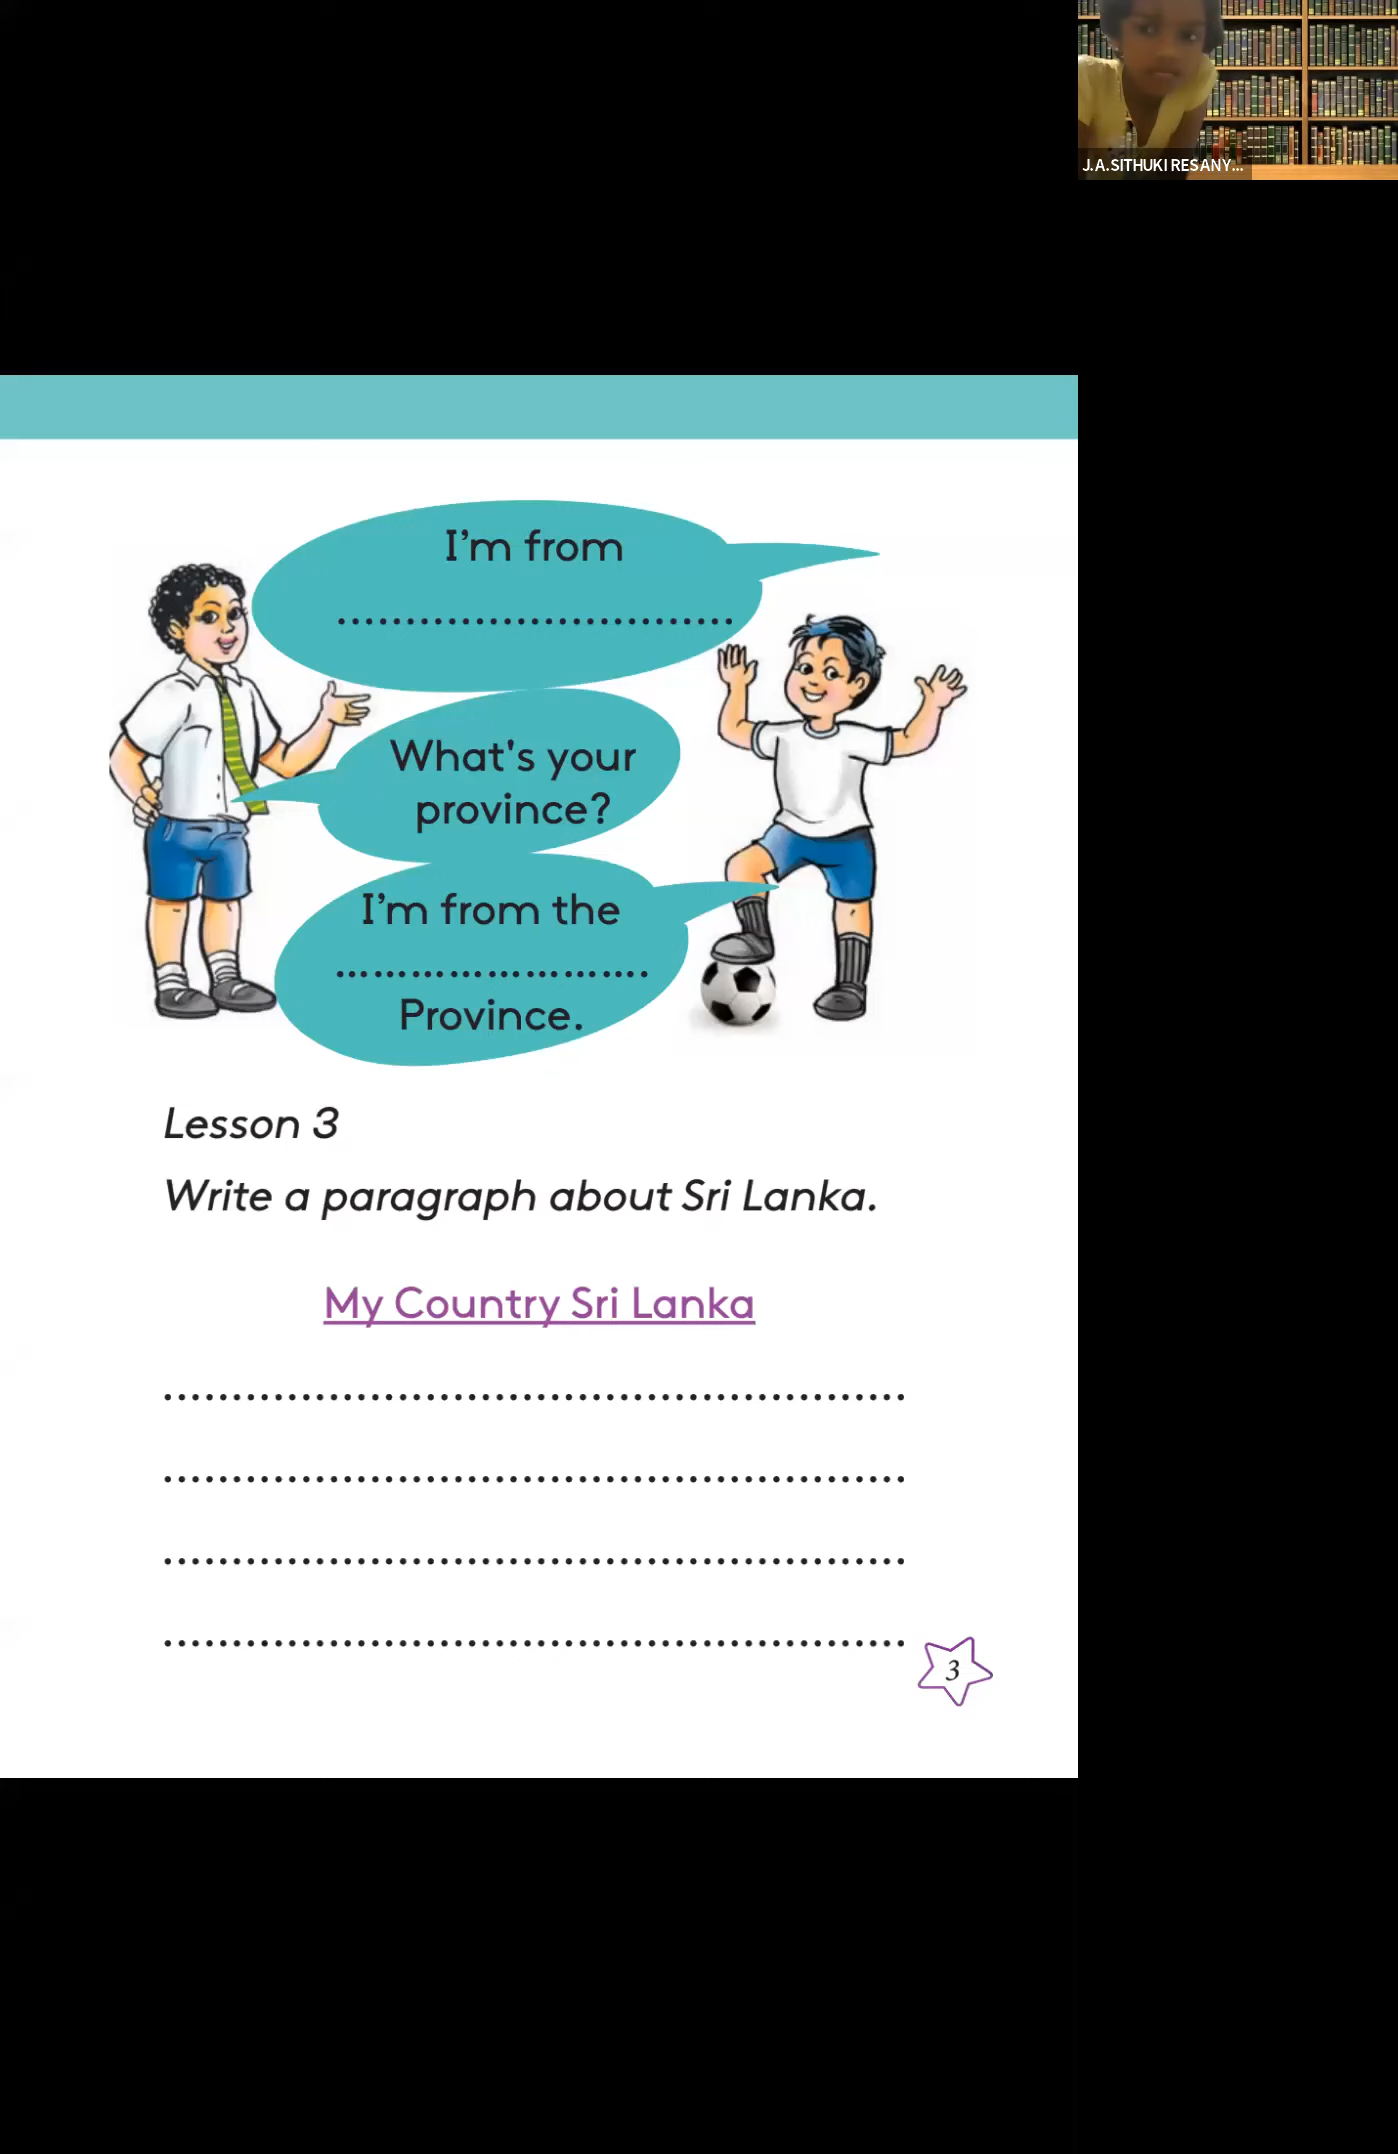 J.A.SITHUKI RESANY...
I'm from
.............................
What's your
province?
I'm from the
.........................
Province.
Lesson 3
Write a paragraph about Sri Lanka.
My Country Sri Lanka
......................................................
......................................................
......................................................
......................................................
3